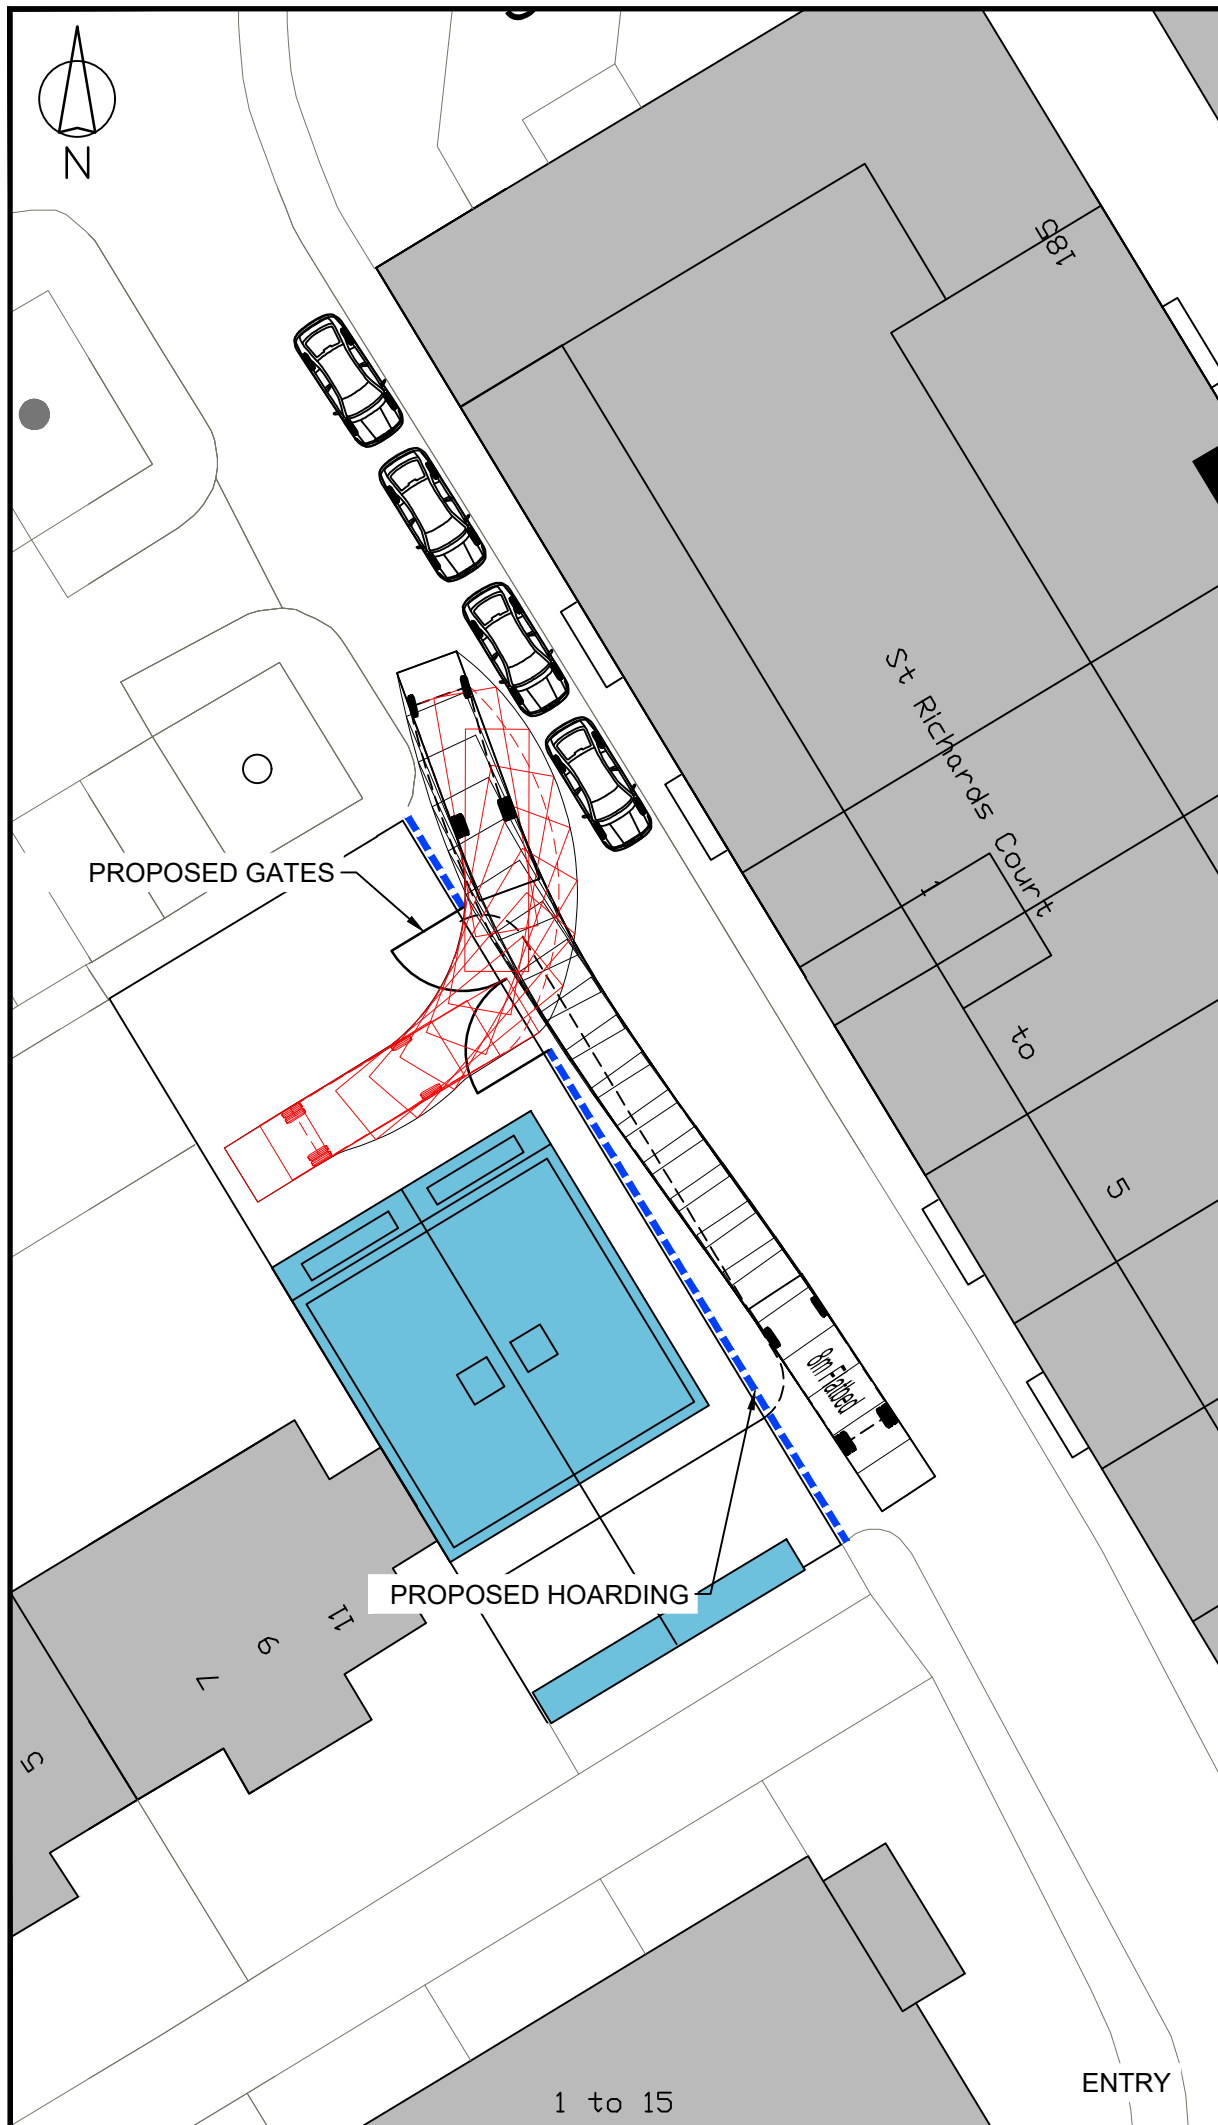 N
185
St Richards Court
1
to
5
PROPOSED GATES
8m Flatbed
PROPOSED HOARDING
11
9
7
5
ENTRY
1 to 15